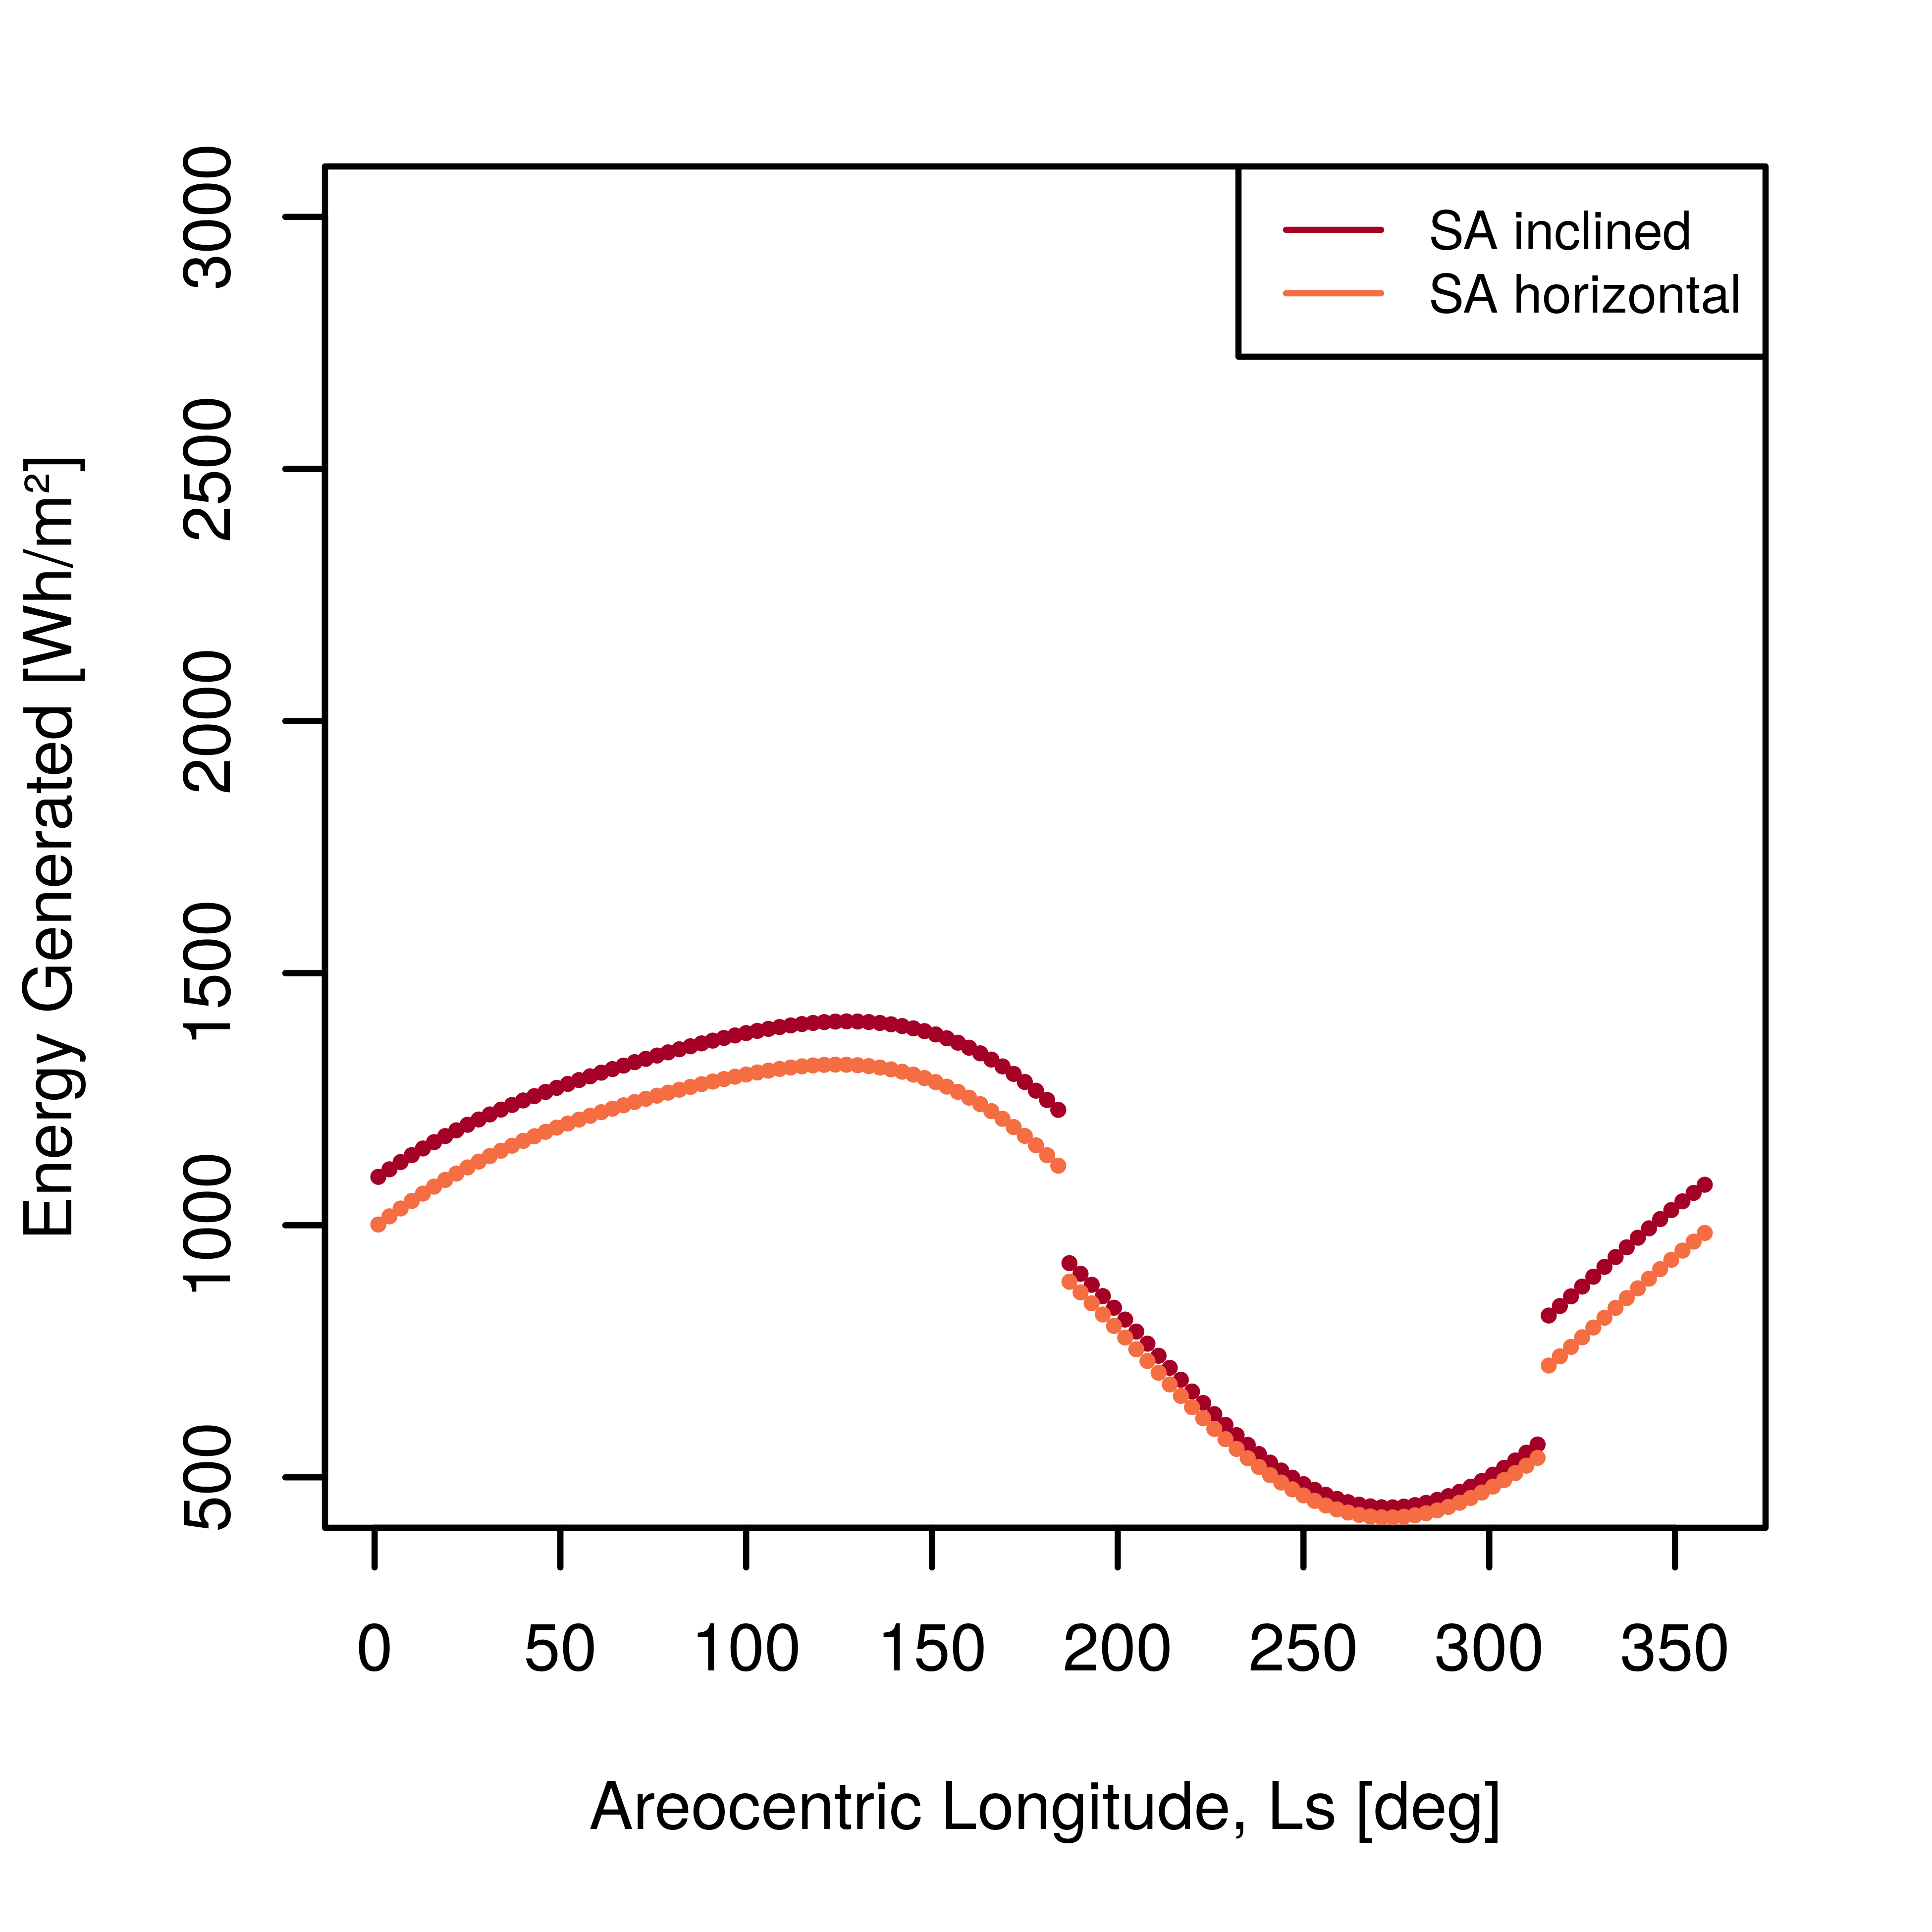 SA inclined
SA horizontal
Energy Generated [Wh/m²]
3000
2500
2000
1500
1000
500
0 50 100 150 200 250 300 350
Areocentric Longitude, Ls [deg]